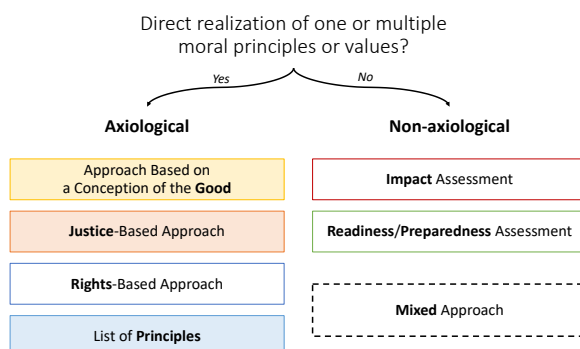 Direct realization of one or multiple
moral principles or values?
Yes
No
Axiological
Non-axiological
Approach Based on
a Conception of the Good
Impact Assessment
Justice-Based Approach
Readiness/Preparedness Assessment
Rights-Based Approach
Mixed Approach
List of Principles